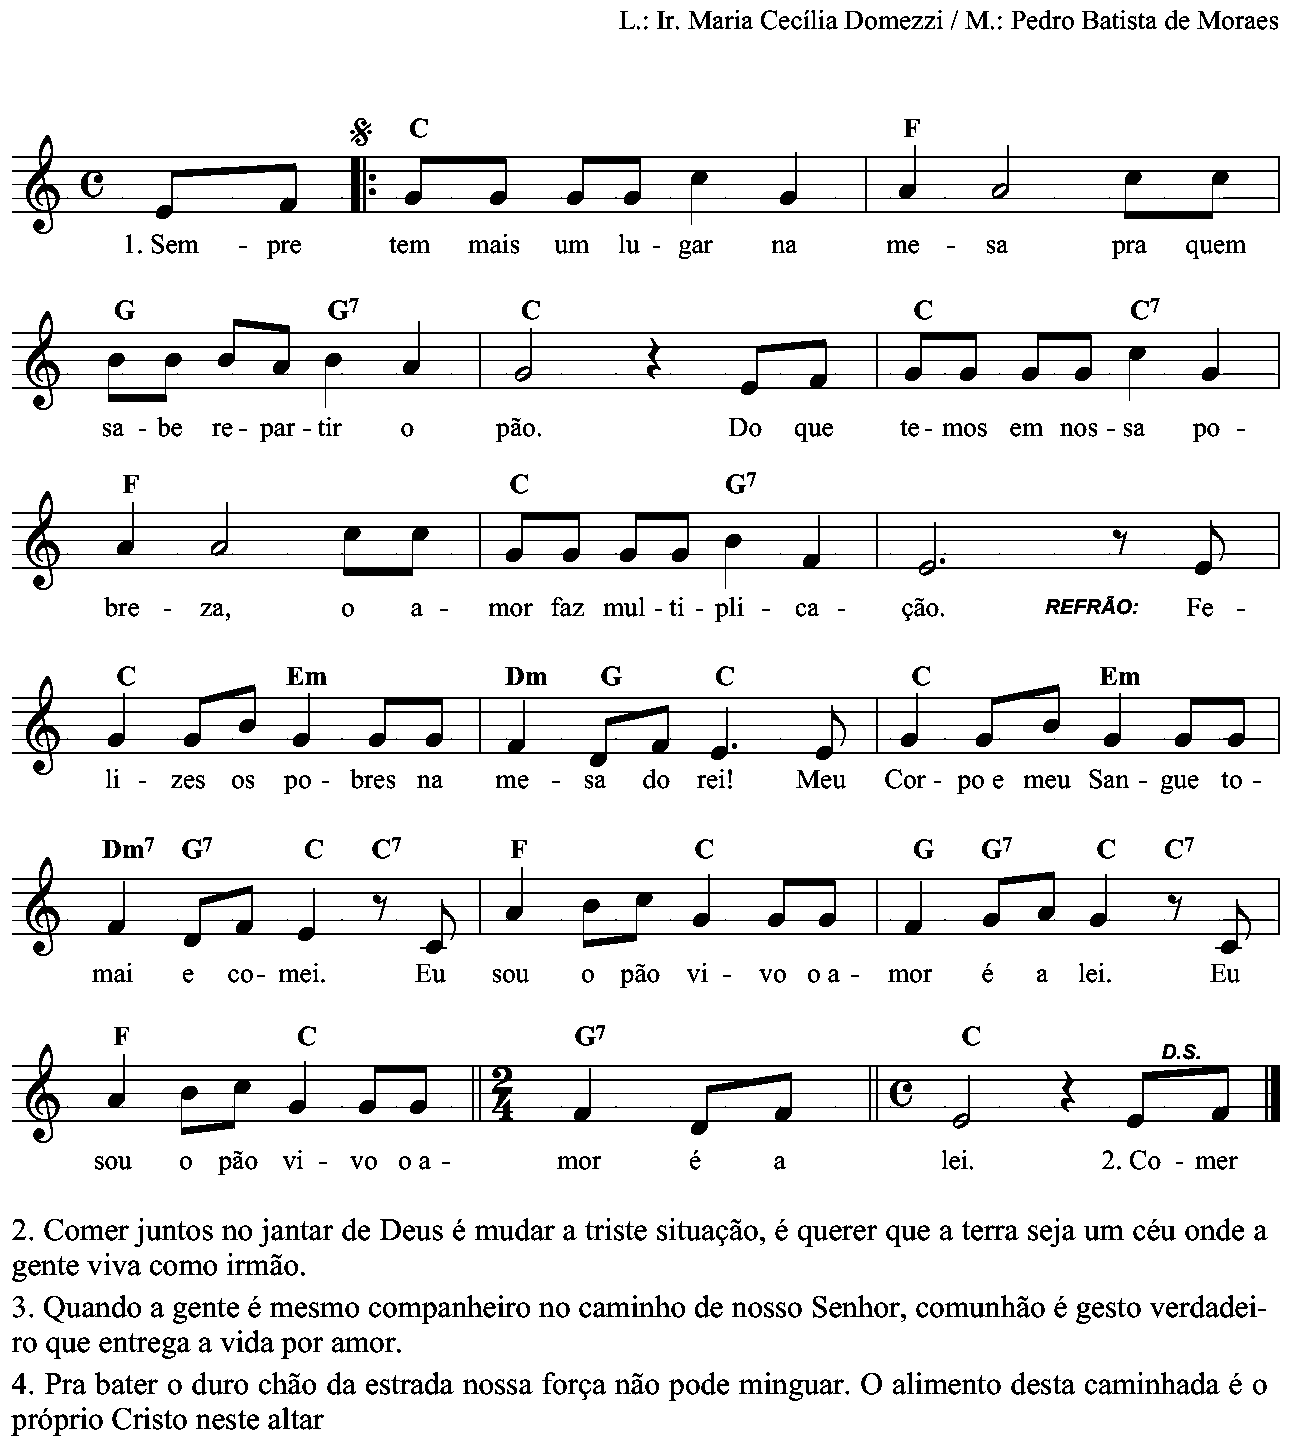 L.: Ir. Maria Cecília Domezzi / M.: Pedro Batista de Moraes
C F
1. Sem - pre tem mais um lu - gar na me - sa pra quem
G G7 C C C7
sa - be re - par - tir o pão. Do que te - mos em nos - sa po -
F C G7
bre - za, o a - mor faz mul - ti - pli - ca - ção. REFRÃO: Fe -
C Em Dm G C C Em
li - zes os po - bres na me - sa do rei! Meu Cor - po e meu San - gue to -
Dm7 G7 C C7 F C G G7 C C7
mai e co - mei. Eu sou o pão vi - vo o a - mor é a lei. Eu
F C G7 C D.S.
2 4
sou o pão vi - vo o a - mor é a lei. 2. Co - mer
2. Comer juntos no jantar de Deus é mudar a triste situação, é querer que a terra seja um céu onde a
gente viva como irmão.
3. Quando a gente é mesmo companheiro no caminho de nosso Senhor, comunhão é gesto verdadei-
ro que entrega a vida por amor.
4. Pra bater o duro chão da estrada nossa força não pode minguar. O alimento desta caminhada é o
próprio Cristo neste altar